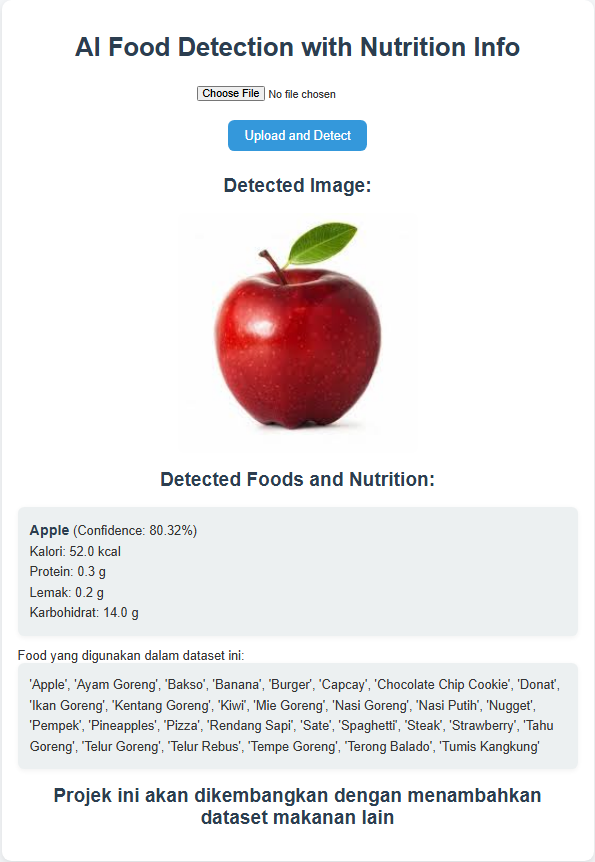 AI Food Detection with Nutrition Info
Choose File No file chosen
Upload and Detect
Detected Image:
Detected Foods and Nutrition:
Apple (Confidence: 80.32%)
Kalori: 52.0 kcal
Protein: 0.3 g
Lemak: 0.2 g
Karbohidrat: 14.0 g
Food yang digunakan dalam dataset ini:
'Apple', 'Ayam Goreng', 'Bakso', 'Banana', 'Burger', 'Capcay', 'Chocolate Chip Cookie', 'Donat',
'Ikan Goreng', 'Kentang Goreng', 'Kiwi', 'Mie Goreng', 'Nasi Goreng', 'Nasi Putih', 'Nugget',
'Pempek', 'Pineapples', 'Pizza', 'Rendang Sapi', 'Sate', 'Spaghetti', 'Steak', 'Strawberry', 'Tahu
Goreng', 'Telur Goreng', 'Telur Rebus', 'Tempe Goreng', 'Terong Balado', 'Tumis Kangkung'
Projek ini akan dikembangkan dengan menambahkan
dataset makanan lain